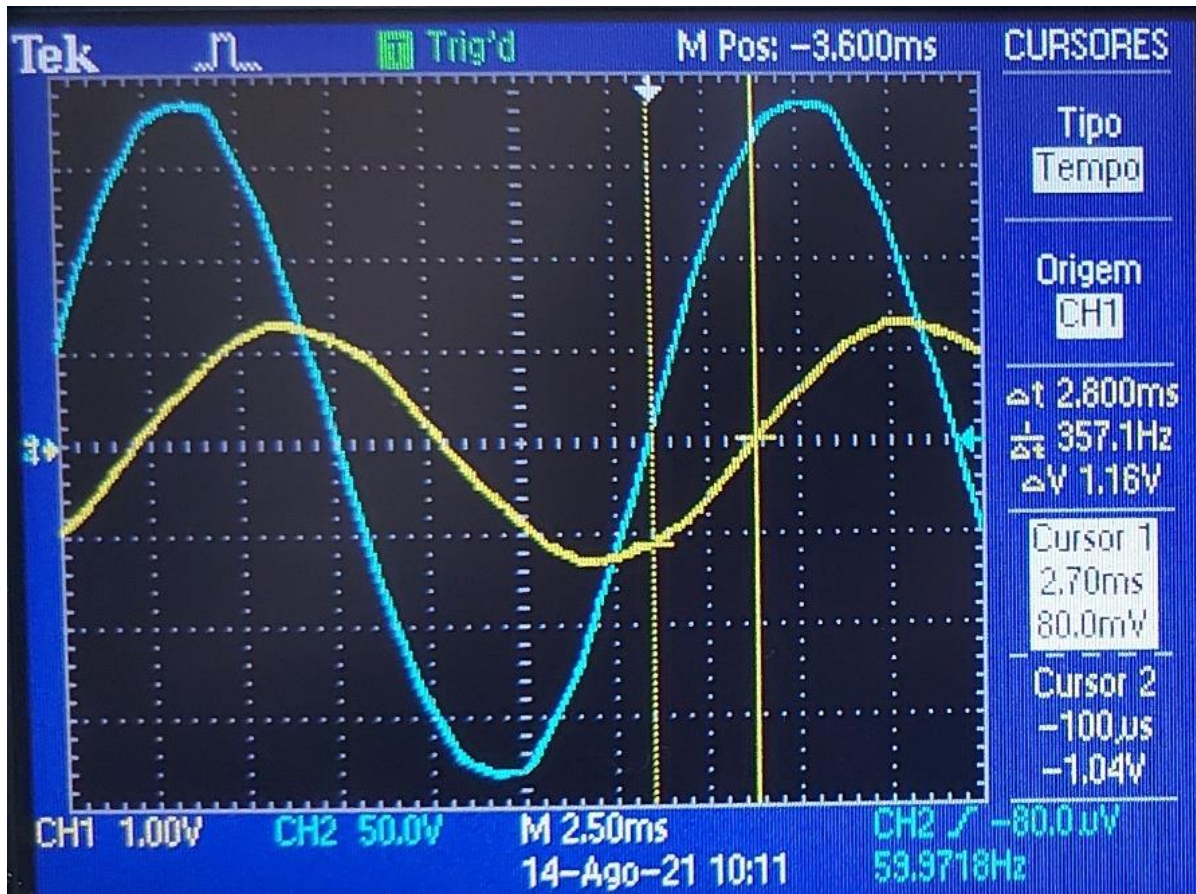 Tek Trig'd M Pos: -3.600ms CURSORES
Tipo
Tempo
Origem
CH1
Δt 2.800ms
1/Δt 357.1Hz
ΔV 1.16V
Cursor 1
2.70ms
80.0mV
Cursor 2
-100µs
-1.04V
CH1 1.00V CH2 50.0V M 2.50ms CH2 -80.0µV
14-Ago-21 10:11 59.9718Hz